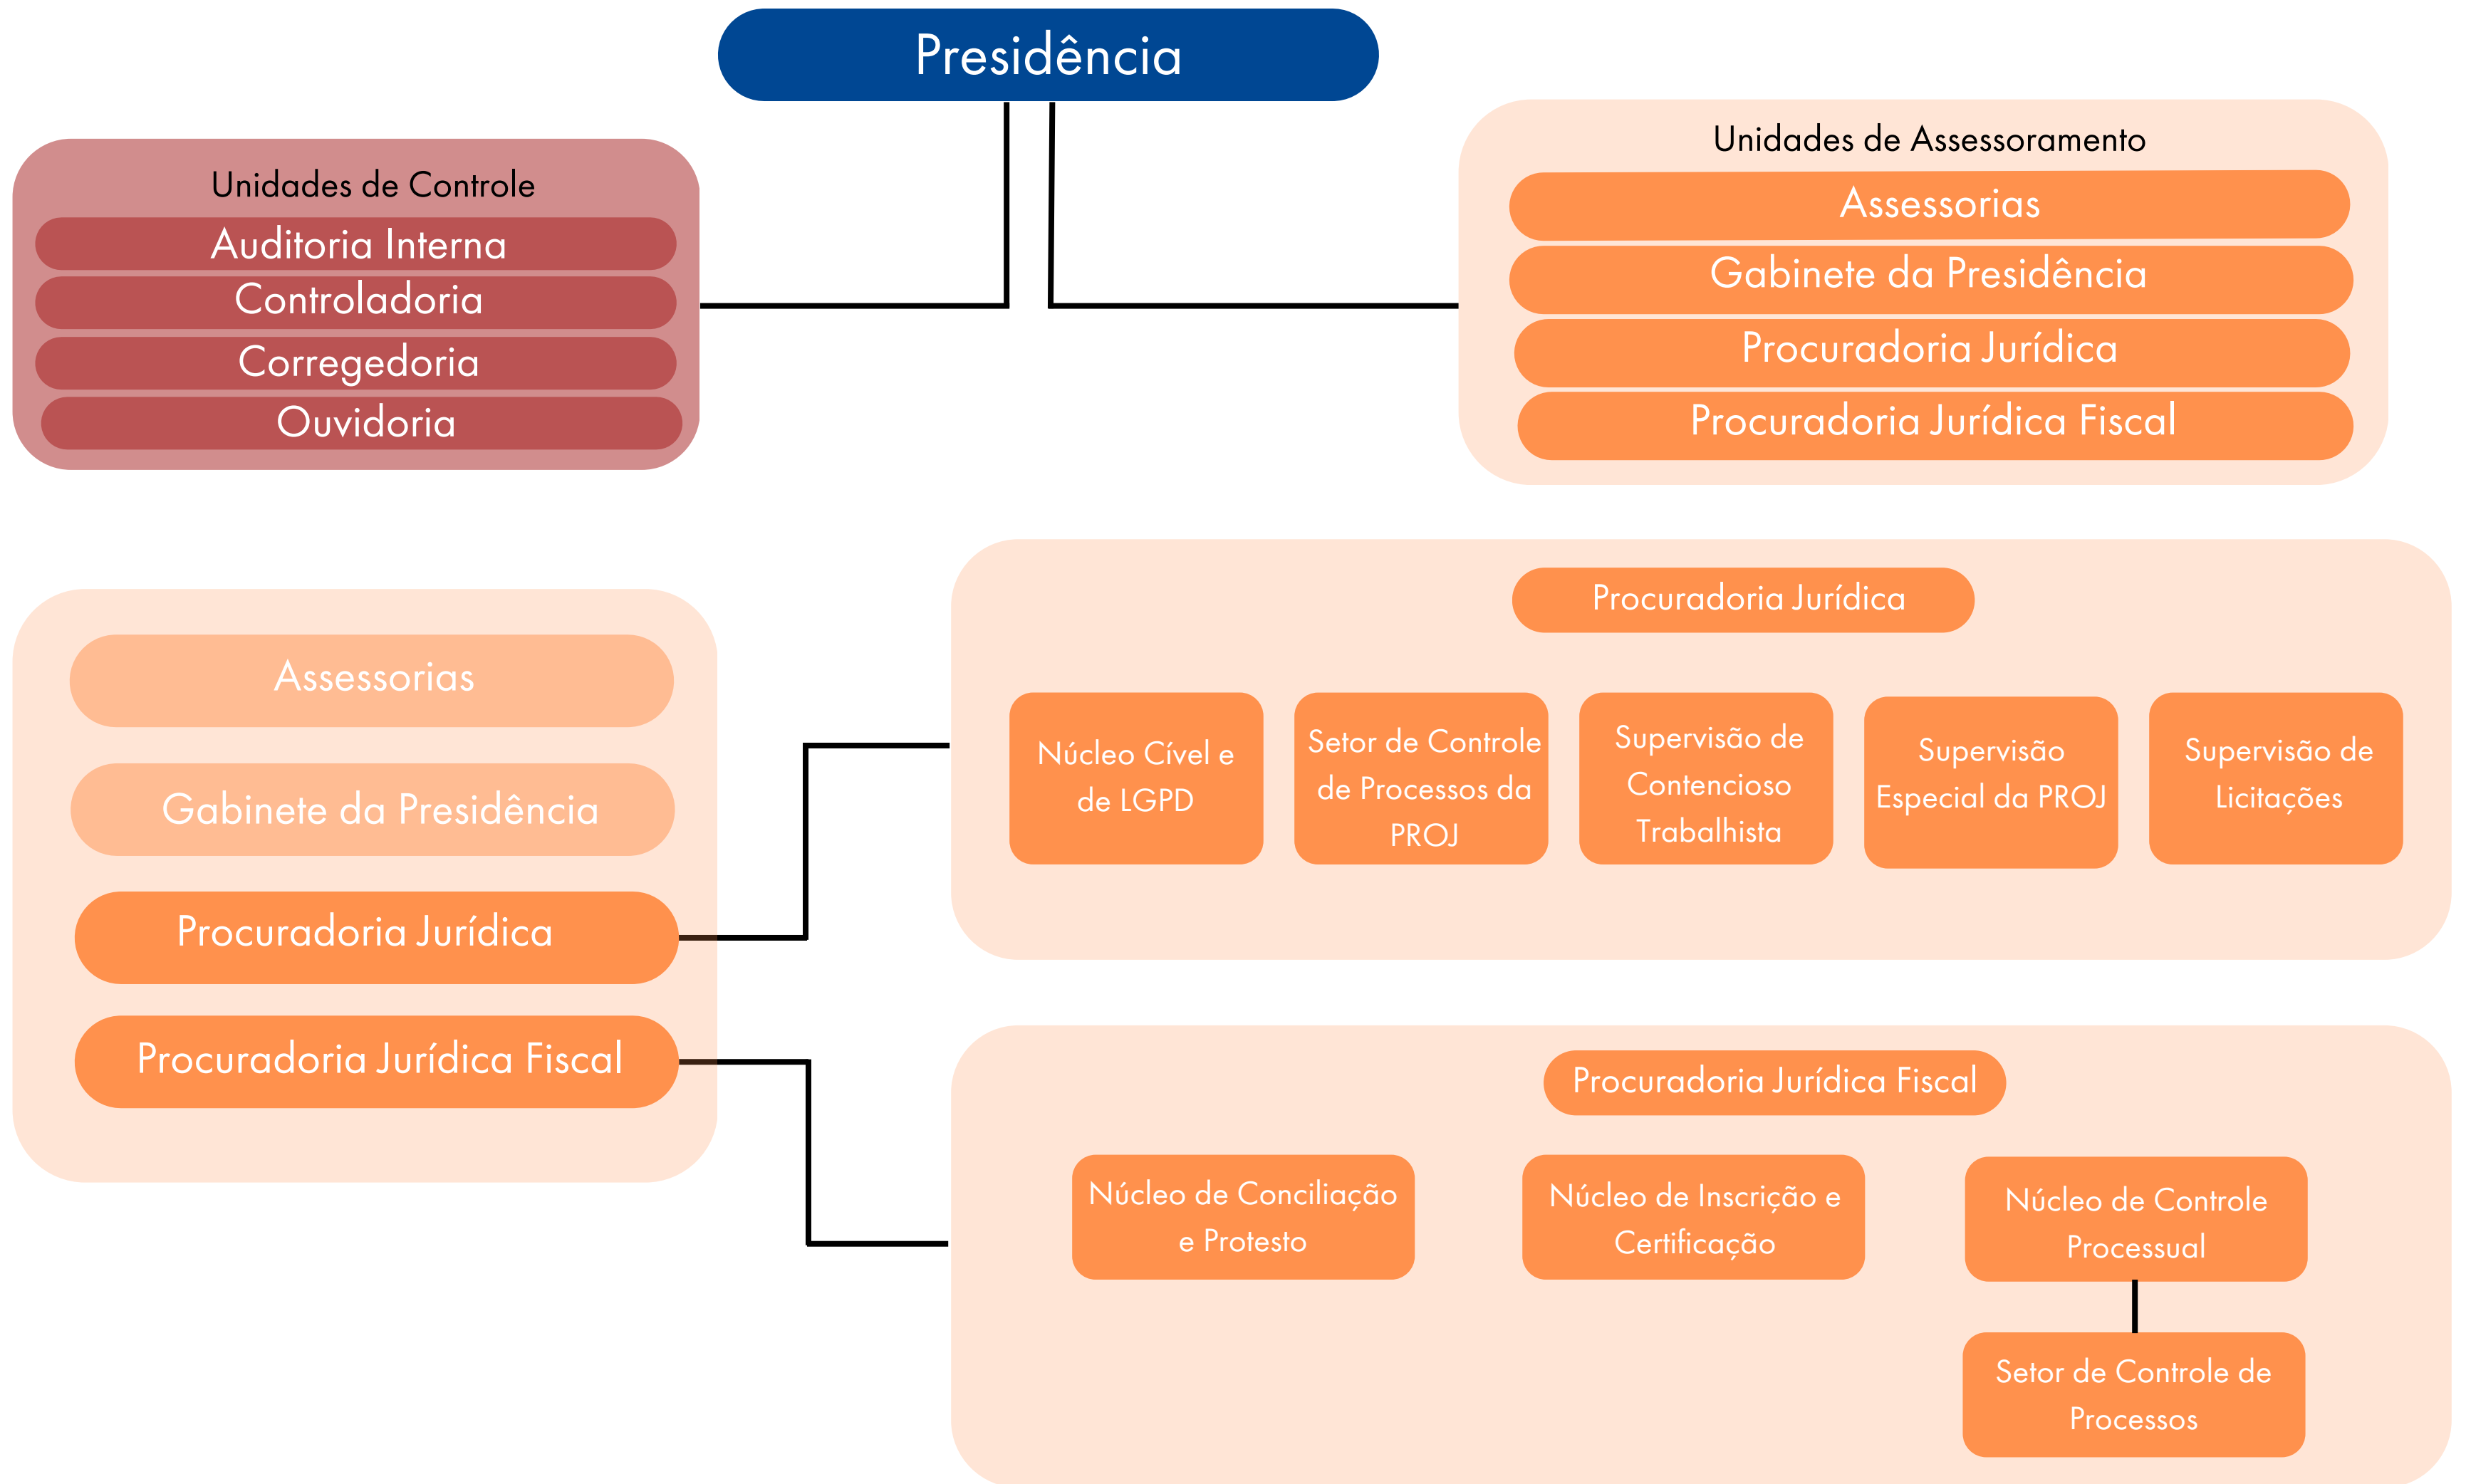 Presidência
Unidades de Controle
Auditoria Interna
Controladoria
Corregedoria
Ouvidoria
Unidades de Assessoramento
Assessorias
Gabinete da Presidência
Procuradoria Jurídica
Procuradoria Jurídica Fiscal
Assessorias
Gabinete da Presidência
Procuradoria Jurídica
Procuradoria Jurídica Fiscal
Procuradoria Jurídica
Núcleo Cível e
de LGPD
Setor de Controle
de Processos da
PROJ
Supervisão de
Contencioso
Trabalhista
Supervisão
Especial da PROJ
Supervisão de
Licitações
Procuradoria Jurídica Fiscal
Núcleo de Conciliação
e Protesto
Núcleo de Inscrição e
Certificação
Núcleo de Controle
Processual
Setor de Controle de
Processos